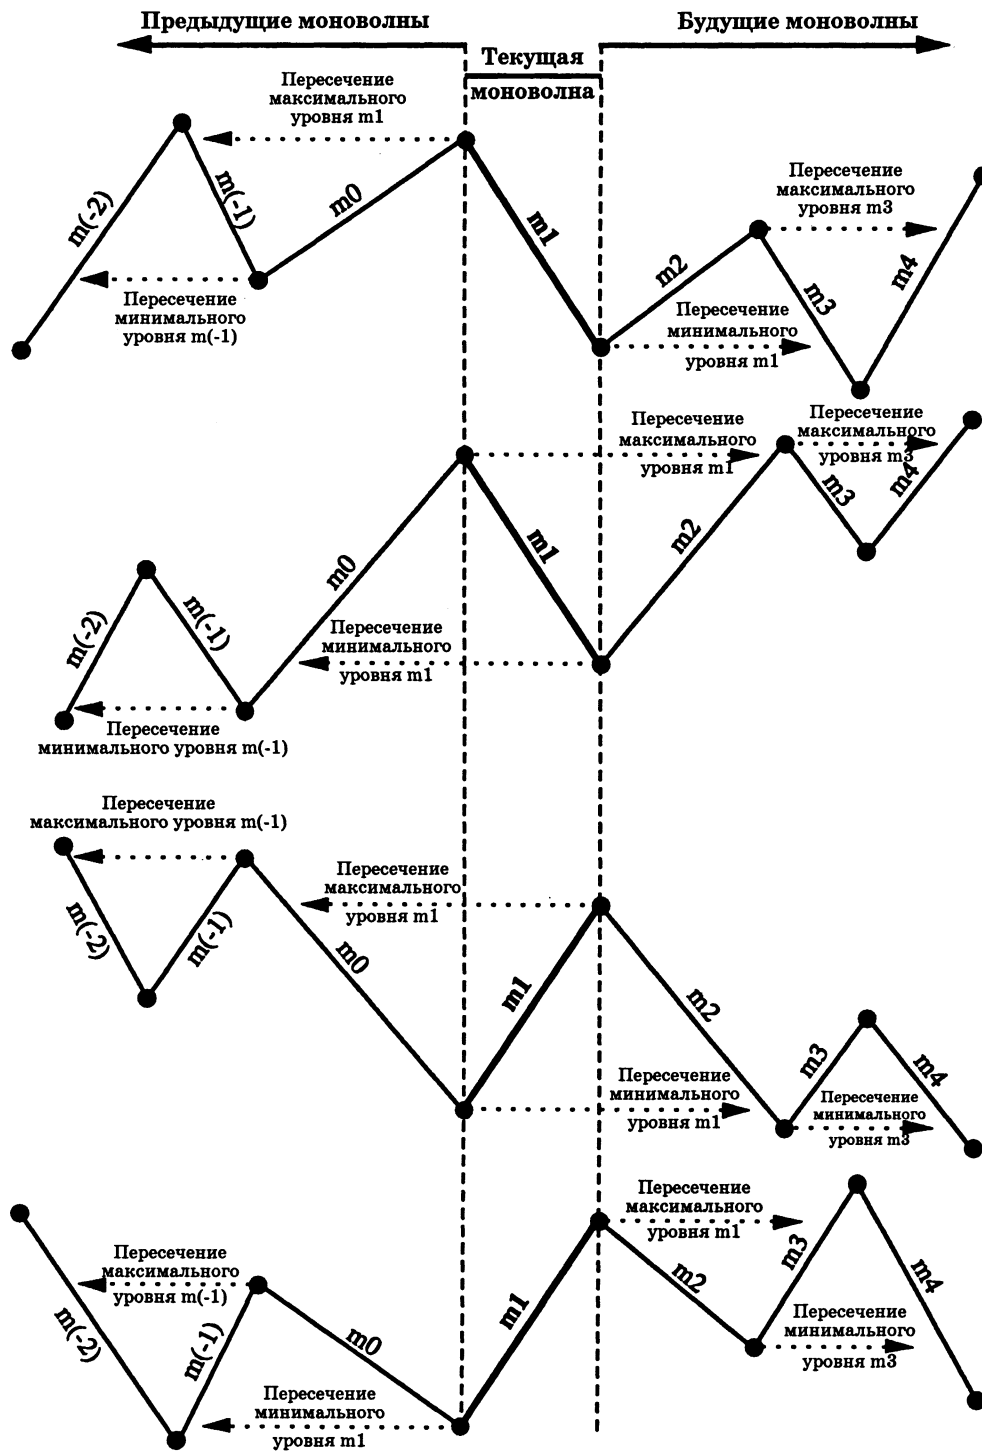 Предыдущие моноволны
Будущие моноволны
Текущая
моноволна
Пересечение
максимального
уровня m1
m(-2)
m(-1)
m0
m1
Пересечение
минимального
уровня m(-1)
Пересечение
максимального
уровня m3
m2
m3
m4
Пересечение
минимального
уровня m1
Пересечение
максимального
уровня m1
Пересечение
максимального
уровня m3
m(-2)
m(-1)
m0
m1
m2
m3
m4
Пересечение
минимального
уровня m1
Пересечение
минимального уровня m(-1)
Пересечение
максимального уровня m(-1)
Пересечение
максимального
уровня m1
m(-2)
m(-1)
m0
m1
m2
m3
m4
Пересечение
минимального
уровня m1
Пересечение
минимального
уровня m3
Пересечение
максимального
уровня m1
Пересечение
максимального
уровня m(-1)
m(-2)
m(-1)
m0
m1
m2
m3
m4
Пересечение
минимального
уровня m3
Пересечение
минимального
уровня m1